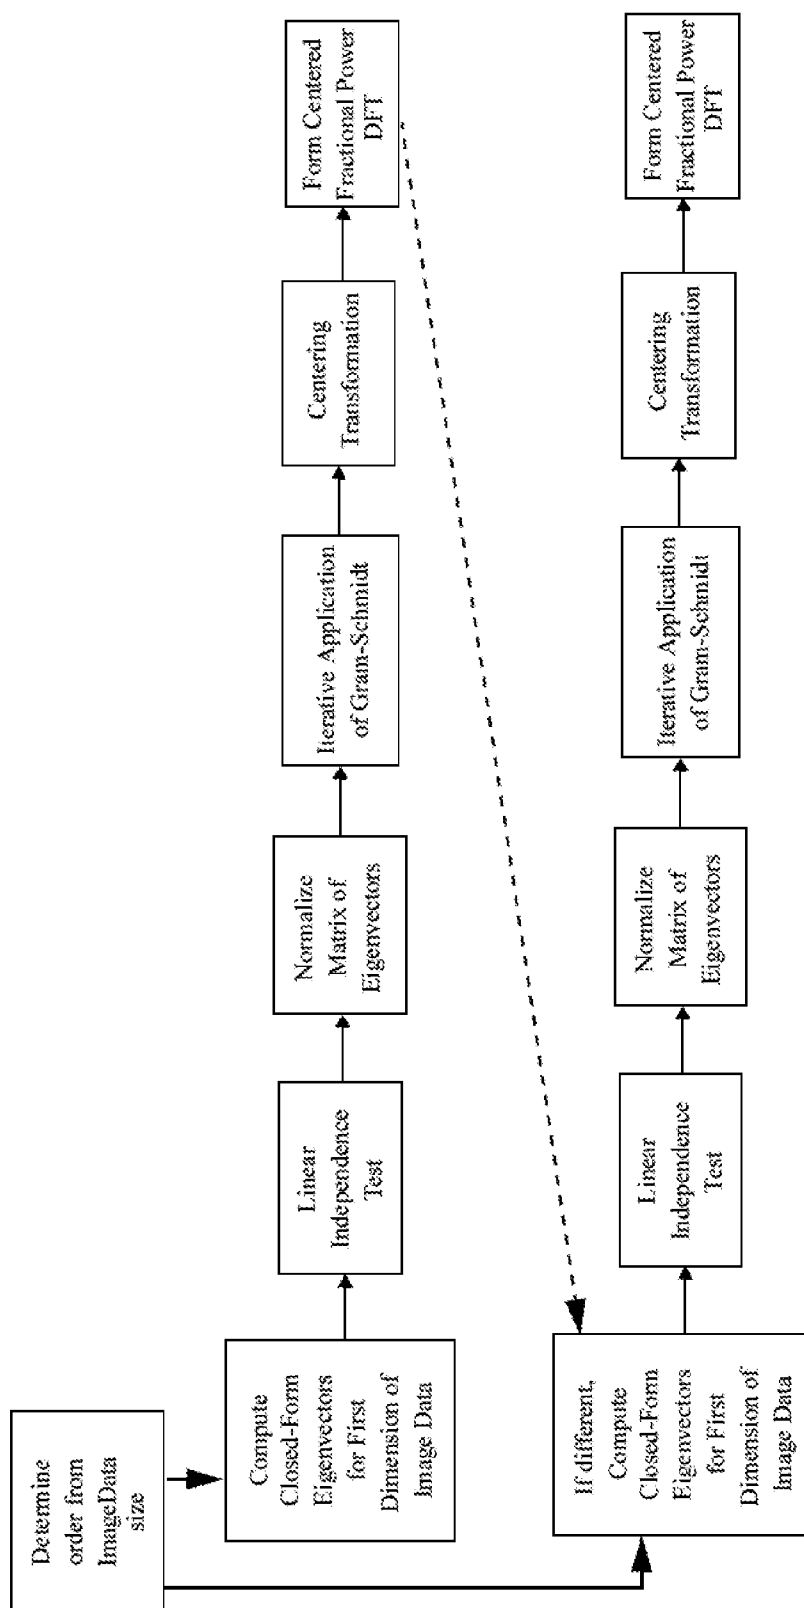 Determine
order from
ImageData
size
Compute
Closed-Form
Eigenvectors
for First
Dimension of
Image Data
Linear
Independence
Test
Normalize
Matrix of
Eigenvectors
Iterative Application
of Gram-Schmidt
Centering
Transformation
Form Centered
Fractional Power
DFT
If different,
Compute
Closed-Form
Eigenvectors
for First
Dimension of
Image Data
Linear
Independence
Test
Normalize
Matrix of
Eigenvectors
Iterative Application
of Gram-Schmidt
Centering
Transformation
Form Centered
Fractional Power
DFT